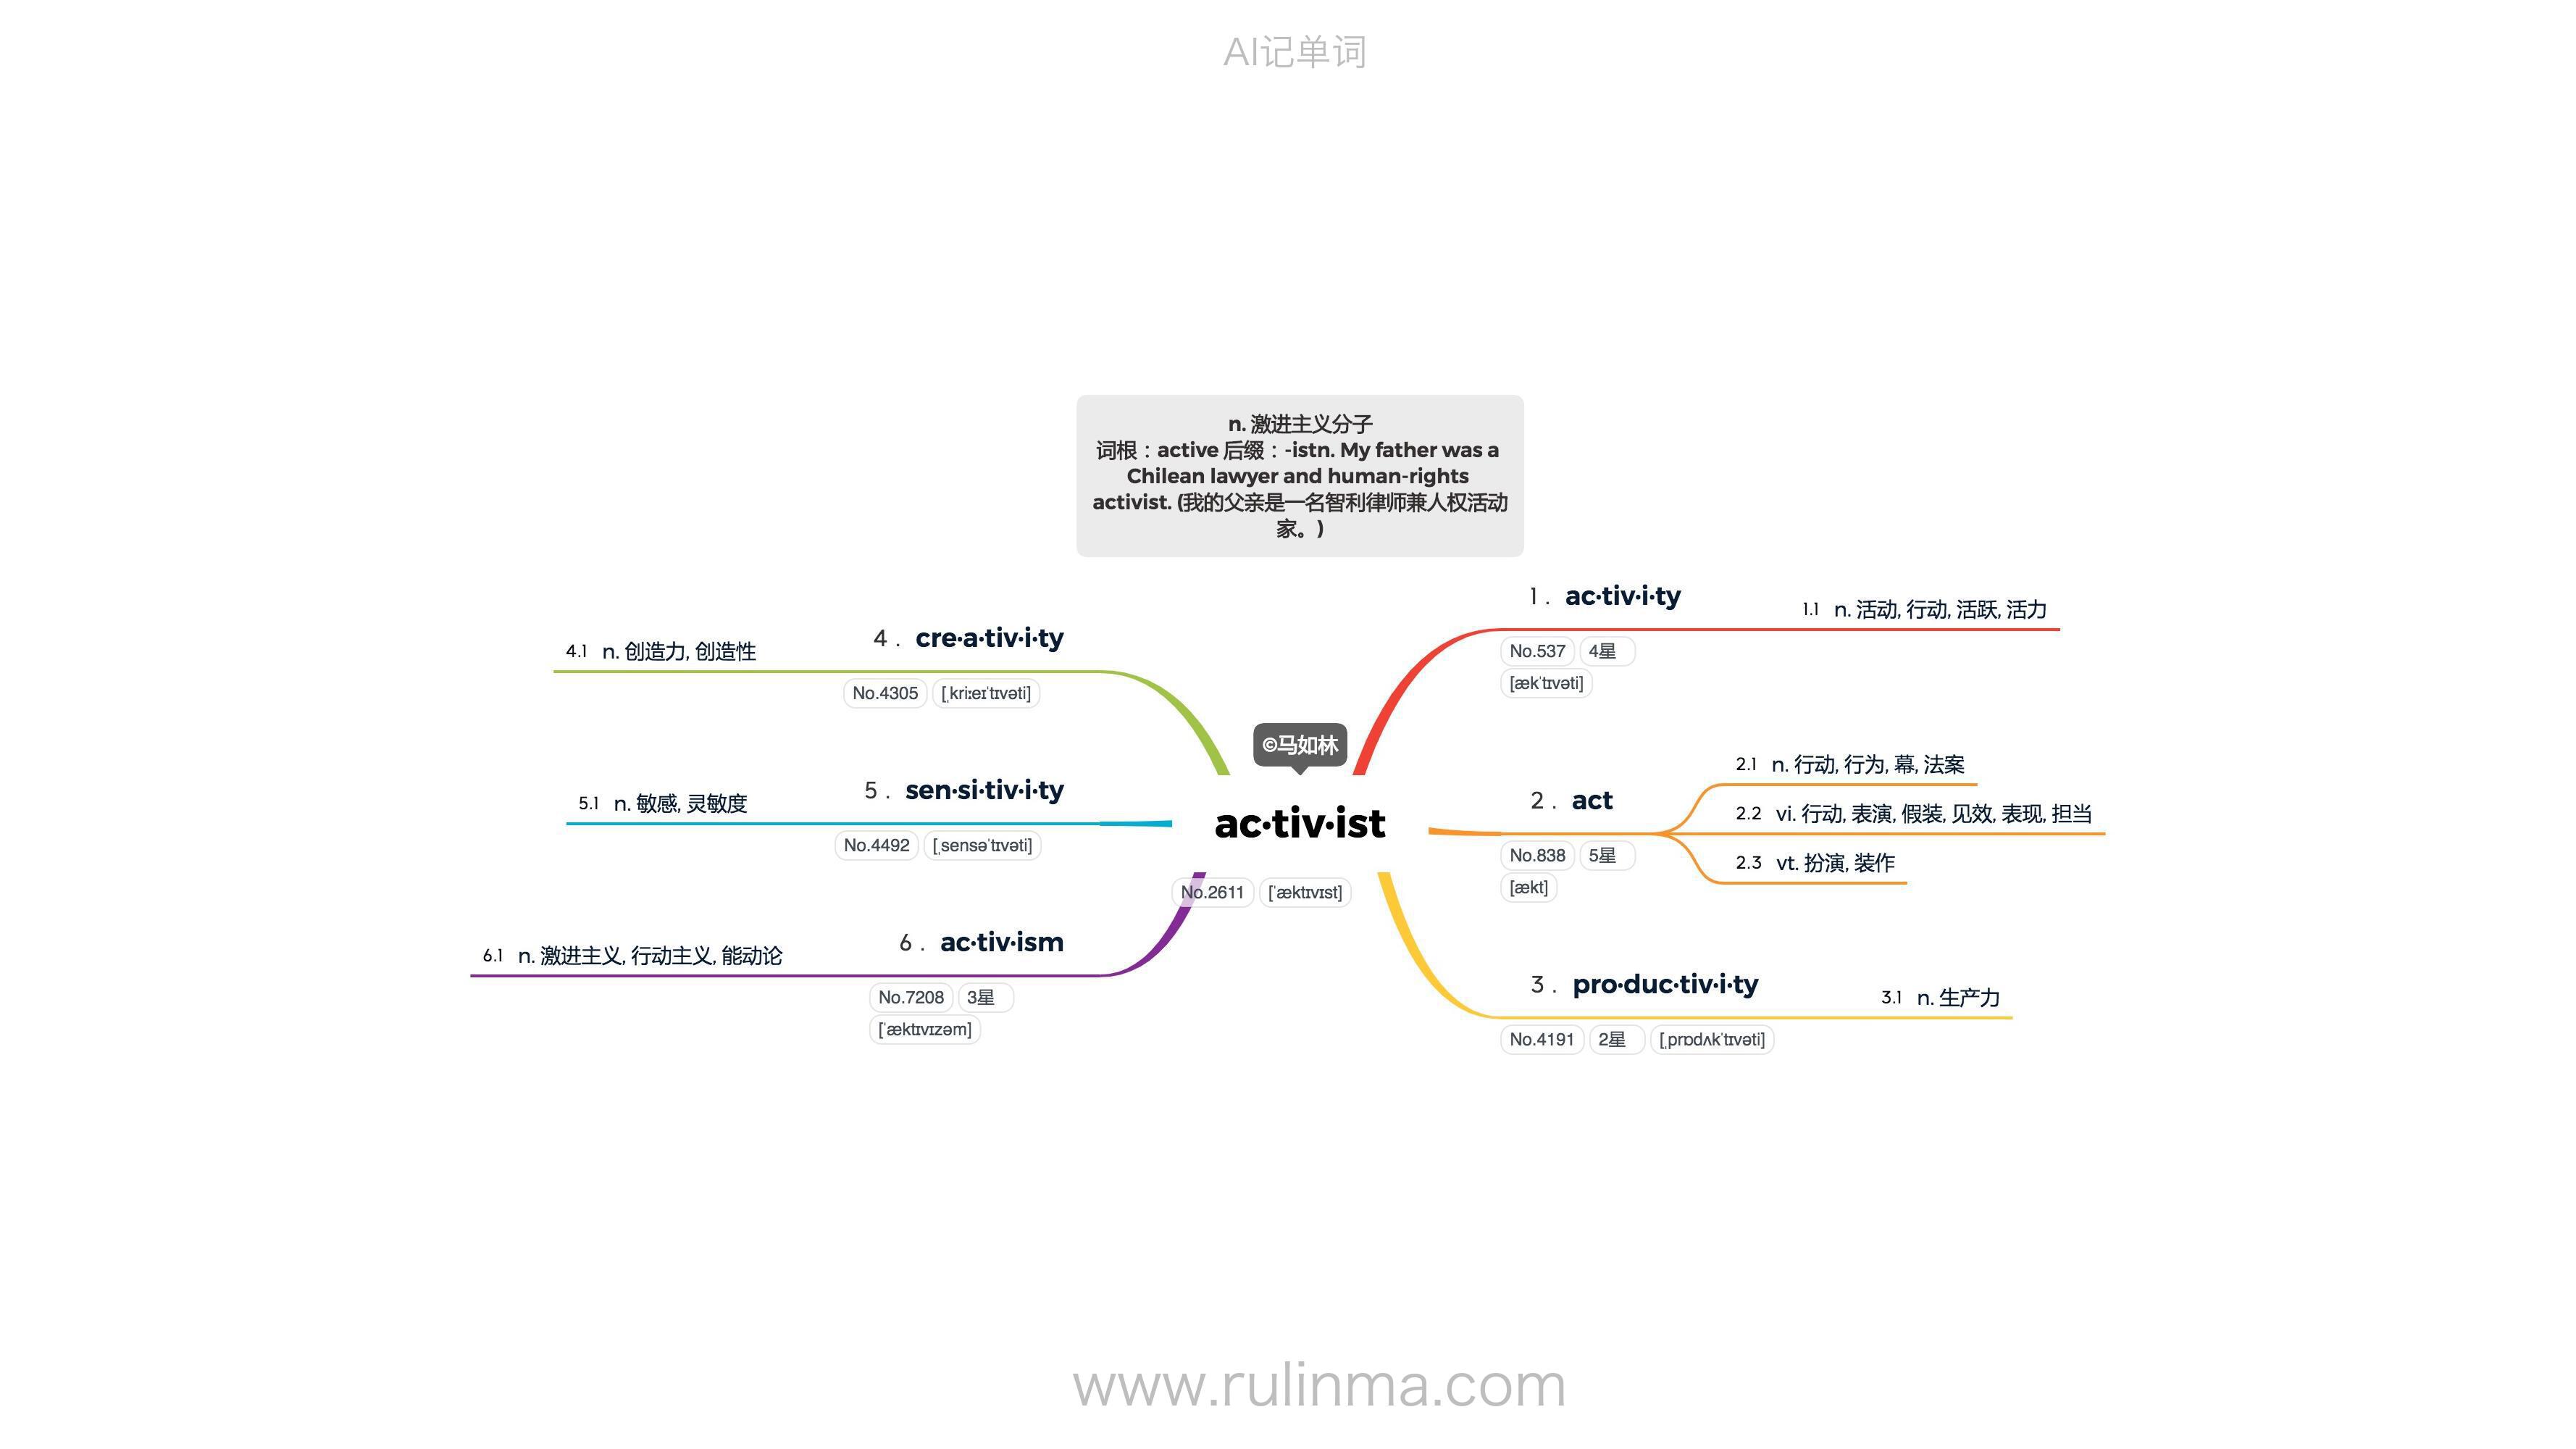 AI记单词
n. 激进主义分子
词根：active 后缀：-istn. My father was a
Chilean lawyer and human-rights
activist. (我的父亲是一名智利律师兼人权活动
家。)
©马如林
ac·tiv·ist
No.2611 [ˈæktɪvɪst]
1. ac·tiv·i·ty
No.537 4星
[ækˈtɪvəti]
1.1 n. 活动, 行动, 活跃, 活力
2. act
No.838 5星
[ækt]
2.1 n. 行动, 行为, 幕, 法案
2.2 vi. 行动, 表演, 假装, 见效, 表现, 担当
2.3 vt. 扮演, 装作
3. pro·duc·tiv·i·ty
No.4191 2星 [ˌprɒdʌkˈtɪvəti]
3.1 n. 生产力
4. cre·a·tiv·i·ty
No.4305 [ˌkriːeɪˈtɪvəti]
4.1 n. 创造力, 创造性
5. sen·si·tiv·i·ty
No.4492 [ˌsensəˈtɪvəti]
5.1 n. 敏感, 灵敏度
6. ac·tiv·ism
No.7208 3星
[ˈæktɪvɪzəm]
6.1 n. 激进主义, 行动主义, 能动论
www.rulinma.com